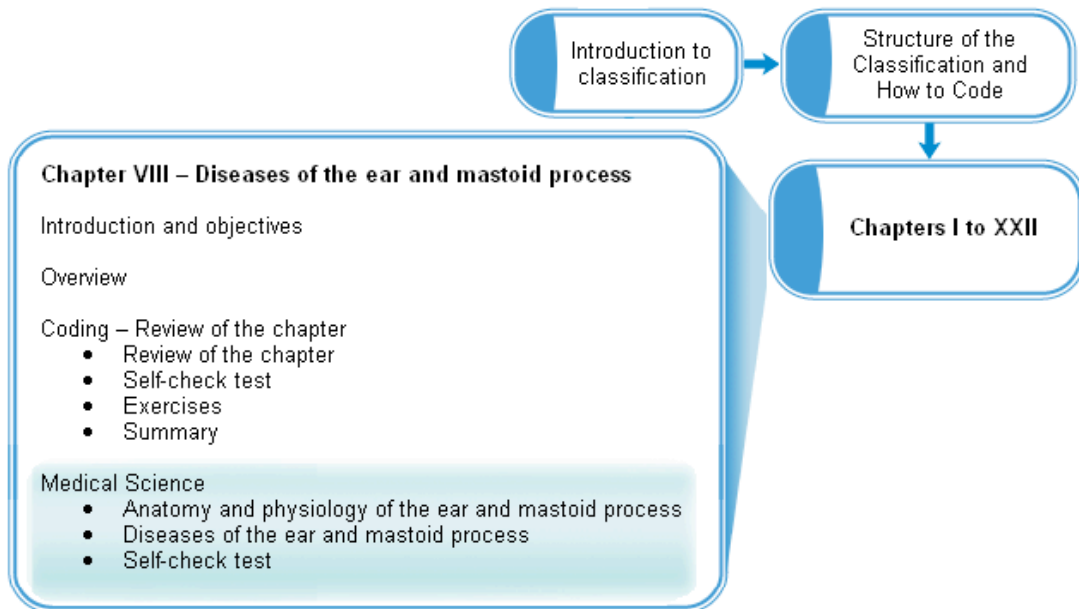 Introduction to
classification
Structure of the
Classification and
How to Code
Chapters I to XXII
Chapter VIII – Diseases of the ear and mastoid process
Introduction and objectives
Overview
Coding – Review of the chapter
• Review of the chapter
• Self-check test
• Exercises
• Summary
Medical Science
• Anatomy and physiology of the ear and mastoid process
• Diseases of the ear and mastoid process
• Self-check test